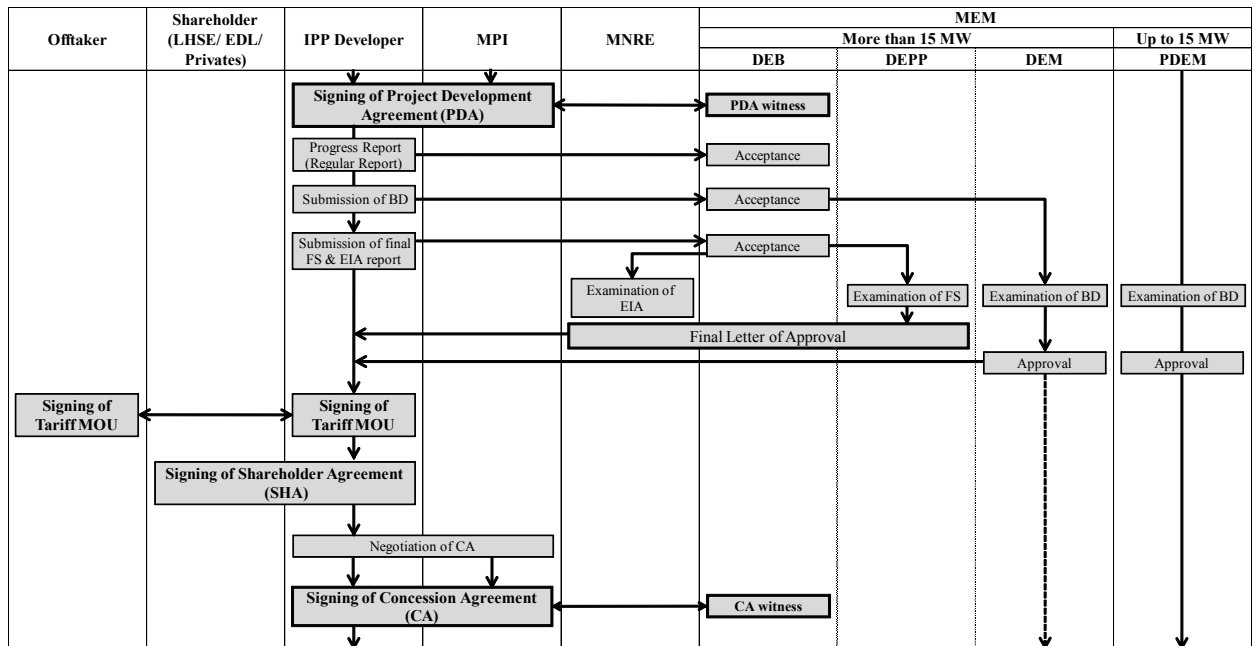 Offtaker
Shareholder
(LHSE/ EDL/
Privates)
IPP Developer
MPI
MNRE
MEM
More than 15 MW
Up to 15 MW
DEB
DEPP
DEM
PDEM
Signing of Project Development
Agreement (PDA)
PDA witness
Progress Report
(Regular Report)
Acceptance
Submission of BD
Acceptance
Submission of final
FS & EIA report
Acceptance
Examination of
EIA
Examination of FS
Examination of BD
Examination of BD
Final Letter of Approval
Approval
Approval
Signing of
Tariff MOU
Signing of
Tariff MOU
Signing of Shareholder Agreement
(SHA)
Negotiation of CA
Signing of Concession Agreement
(CA)
CA witness